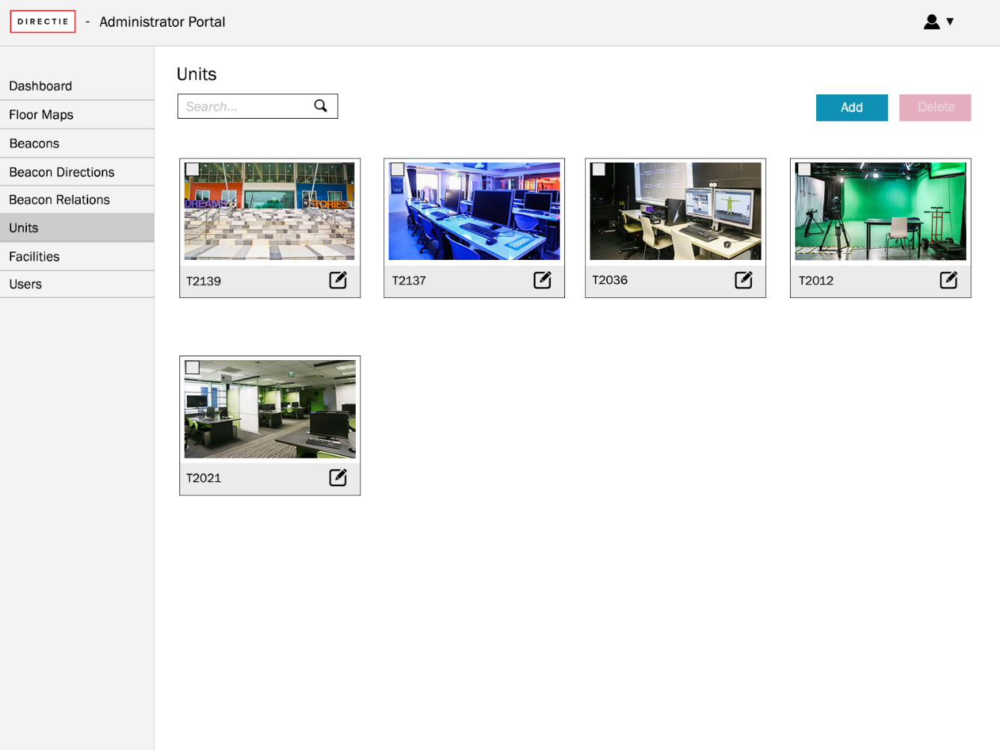 DIRECTIE - Administrator Portal ▼
Dashboard
Floor Maps
Beacons
Beacon Directions
Beacon Relations
Units
Facilities
Users
Units
Search...
Add
Delete
DREAMS
STORIES
T2139
T2137
T2036
T2012
T2021